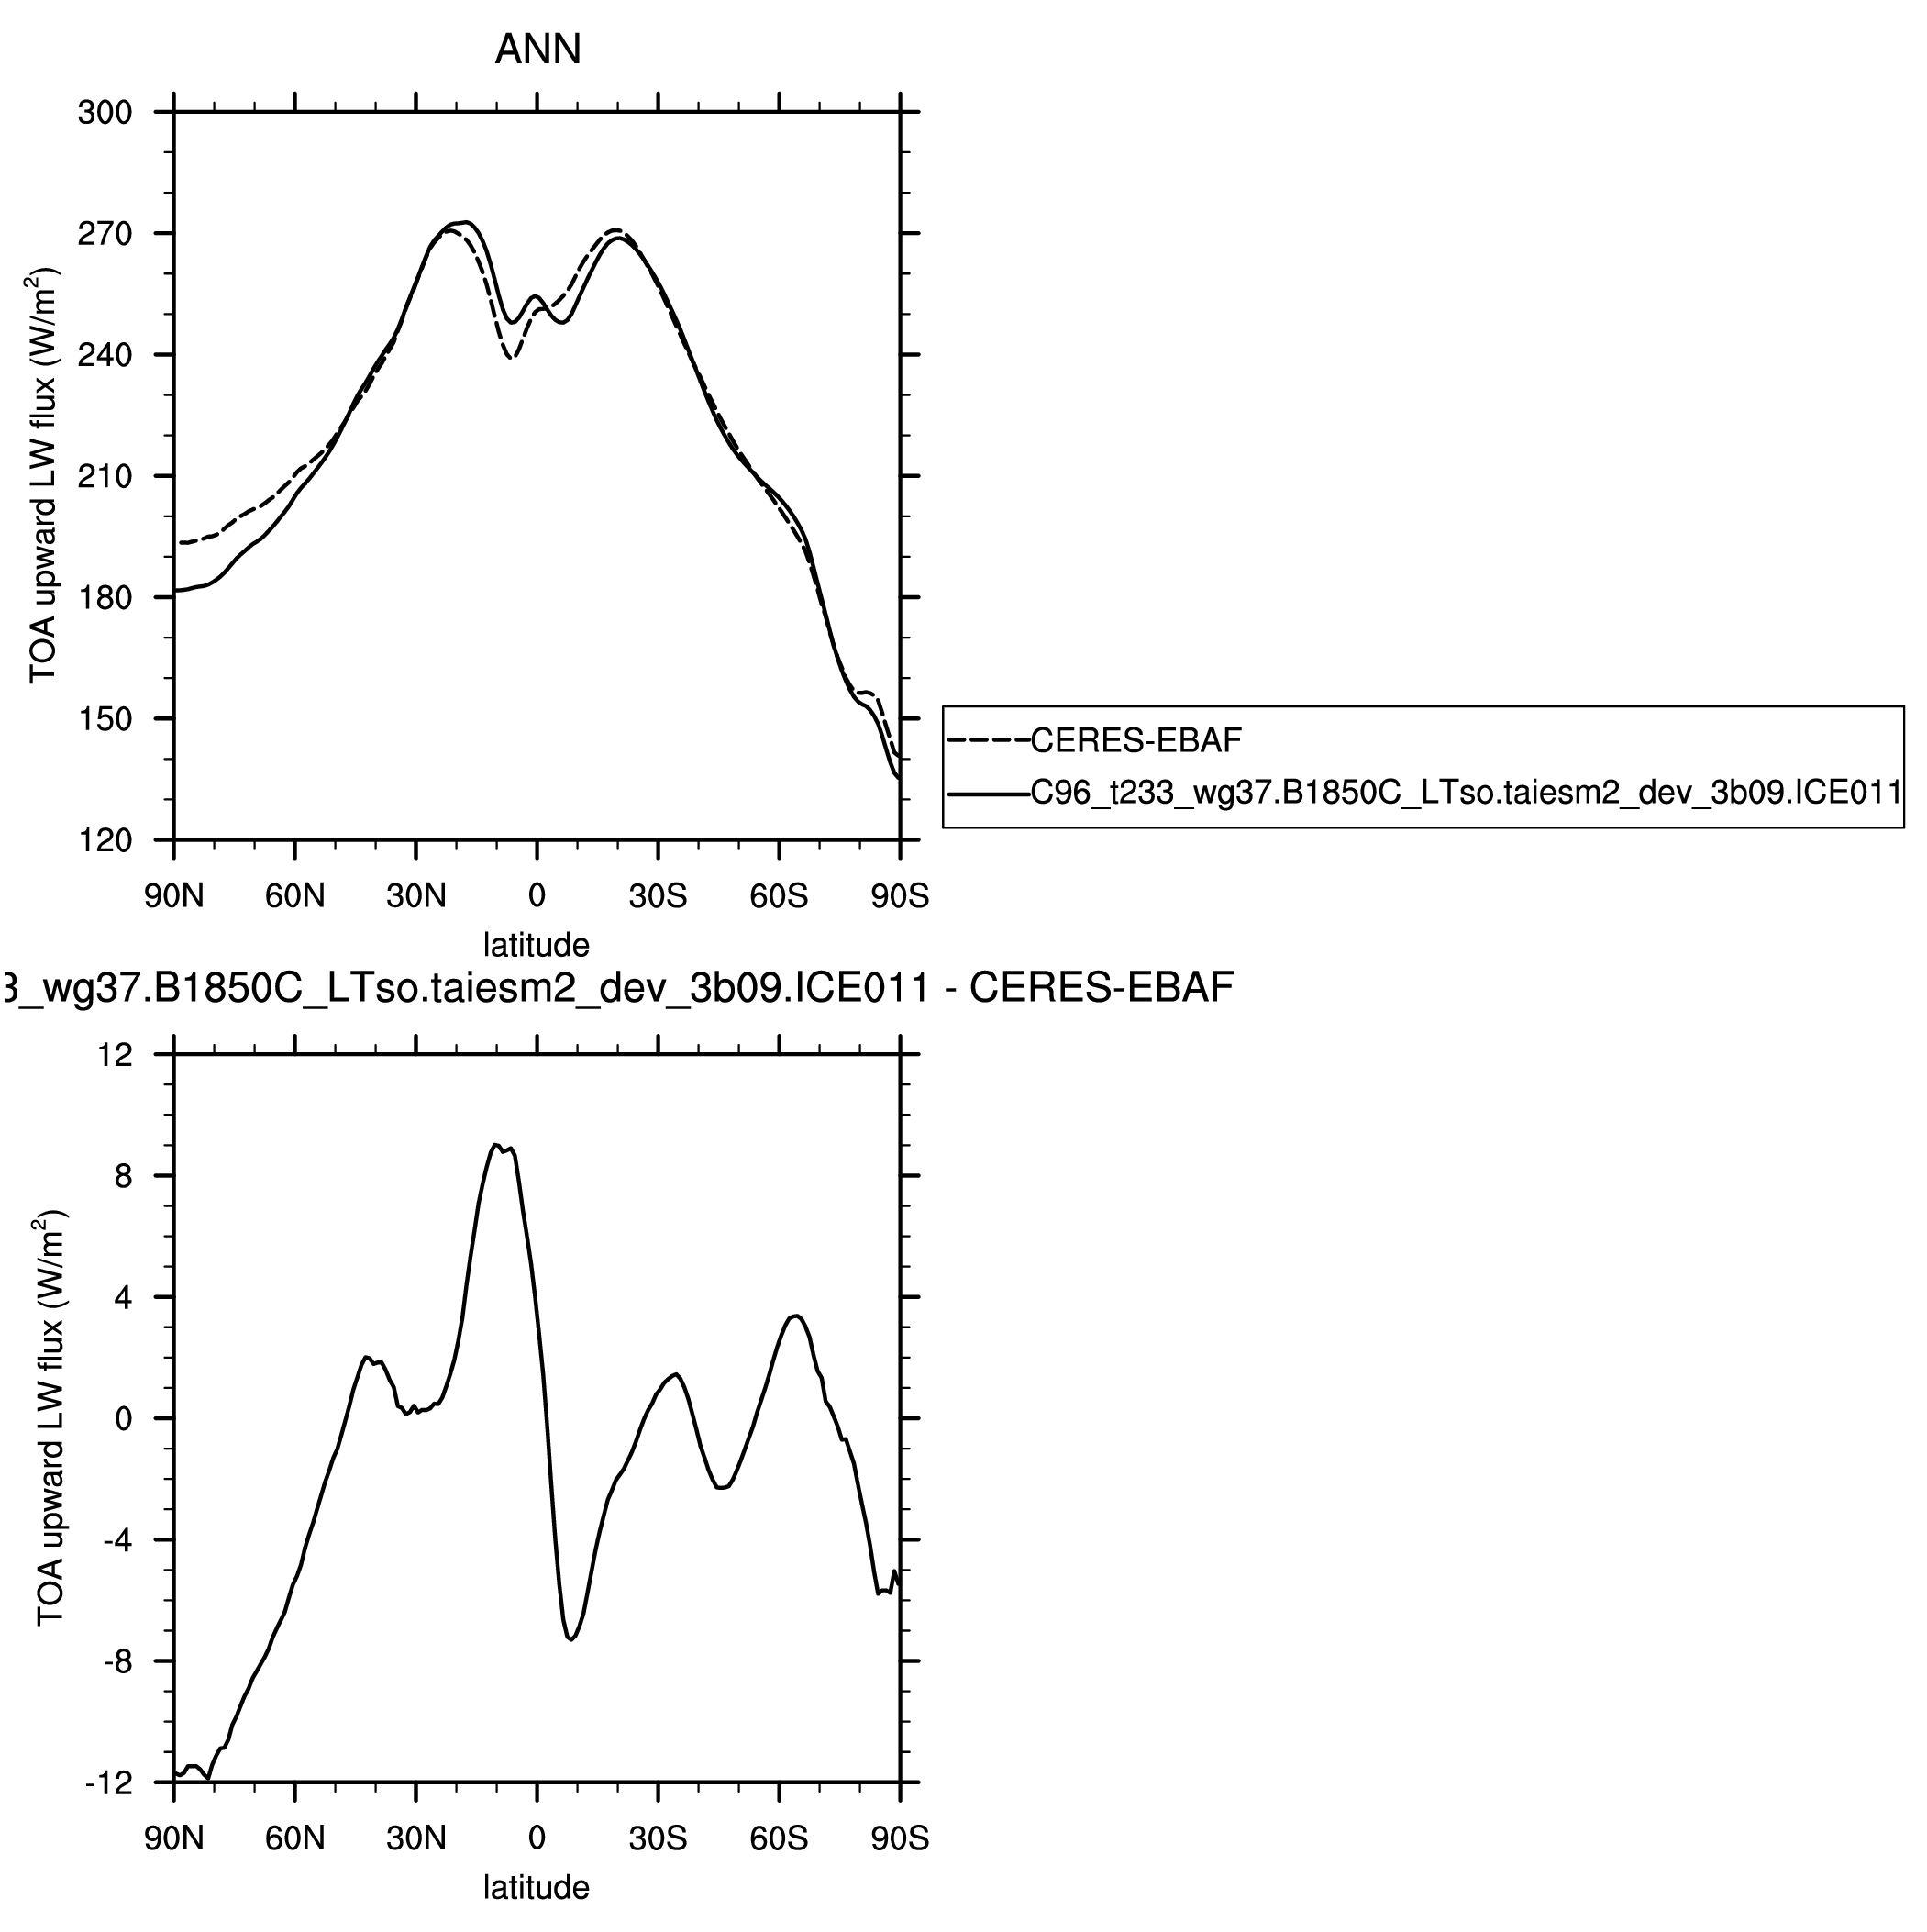 ANN
300
270
240
210
180
150
120
TOA upward LW flux (W/m2)
90N 60N 30N 0 30S 60S 90S
latitude
CERES-EBAF
C96_t233_wg37.B1850C_LTso.taiesm2_dev_3b09.ICE011
3_wg37.B1850C_LTso.taiesm2_dev_3b09.ICE011 - CERES-EBAF
12
8
4
0
-4
-8
-12
TOA upward LW flux (W/m2)
90N 60N 30N 0 30S 60S 90S
latitude